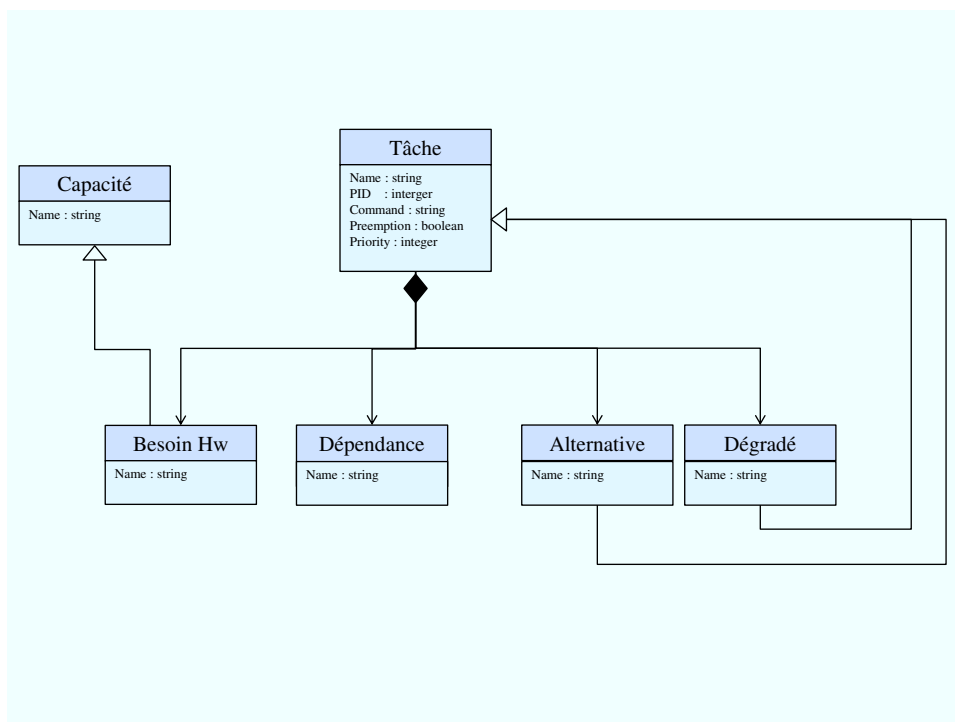 Tâche
Name : string
PID : interger
Command : string
Preemption : boolean
Priority : integer
Capacité
Name : string
Besoin Hw
Name : string
Dépendance
Name : string
Alternative
Name : string
Dégradé
Name : string